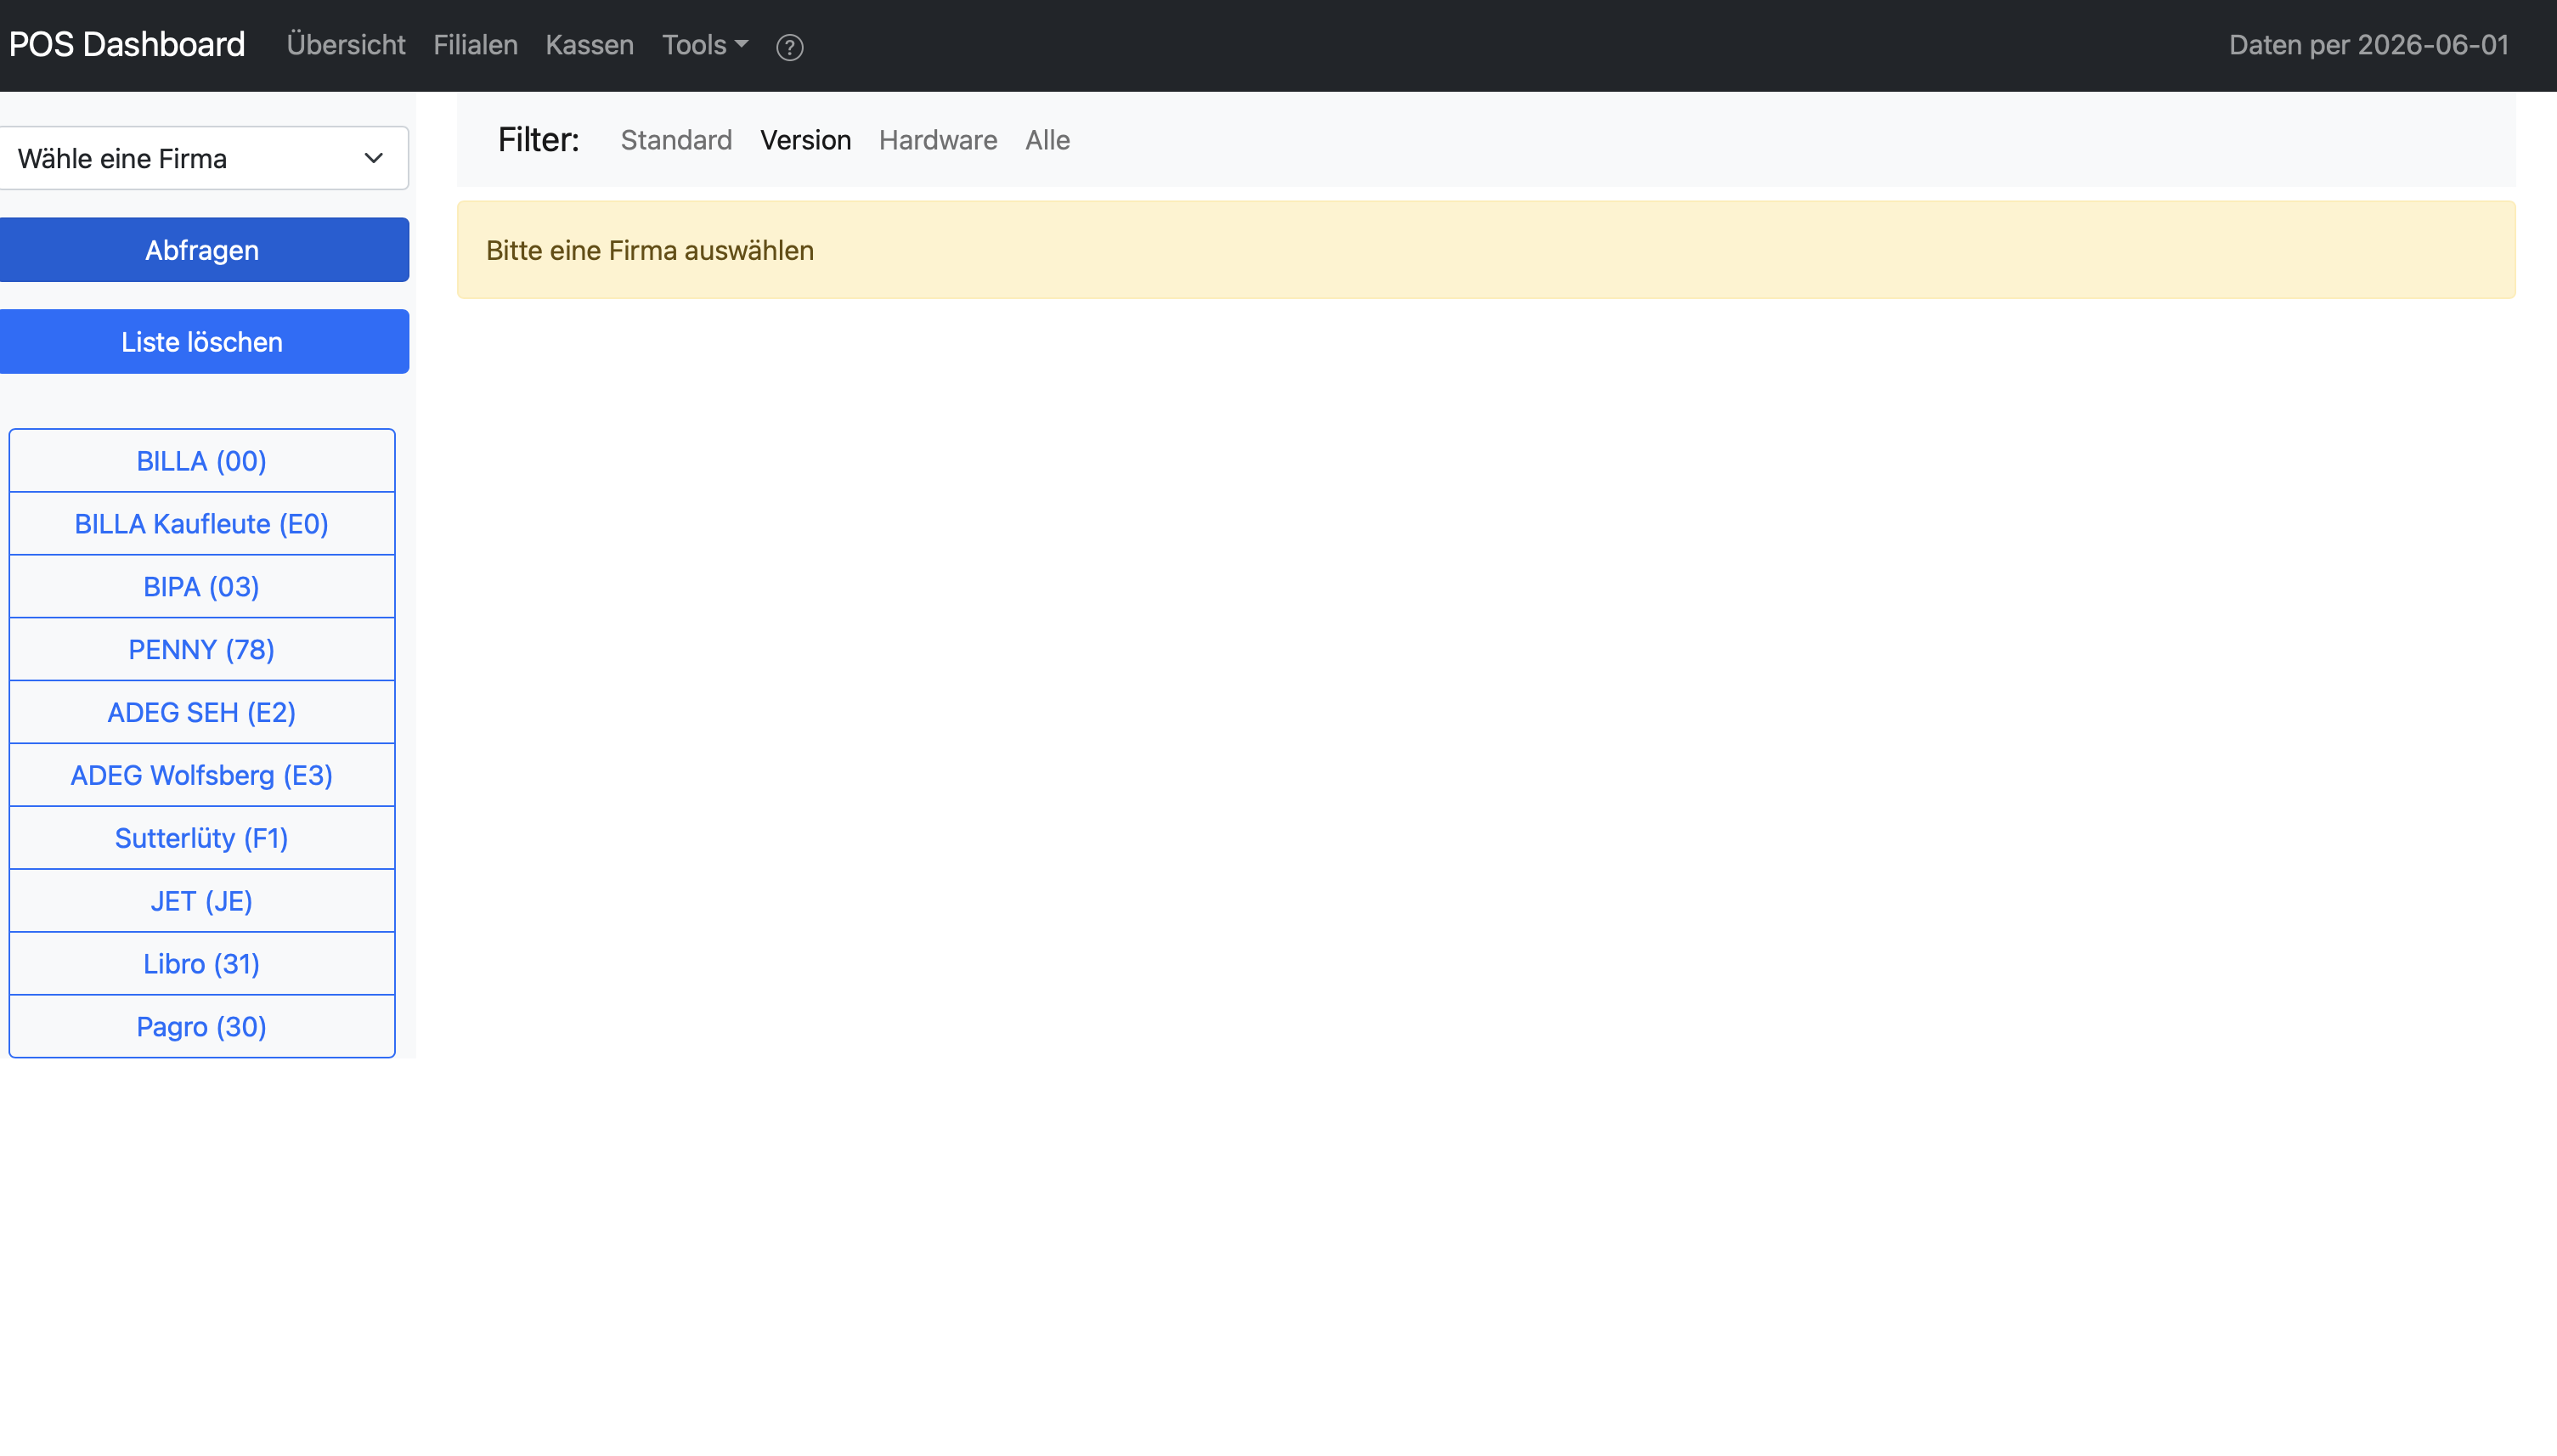 POS Dashboard Übersicht Filialen Kassen Tools ? Daten per 2026-06-01
Wähle eine Firma
Abfragen
Liste löschen
BILLA (00)
BILLA Kaufleute (E0)
BIPA (03)
PENNY (78)
ADEG SEH (E2)
ADEG Wolfsberg (E3)
Sutterlüty (F1)
JET (JE)
Libro (31)
Pagro (30)
Filter: Standard Version Hardware Alle
Bitte eine Firma auswählen